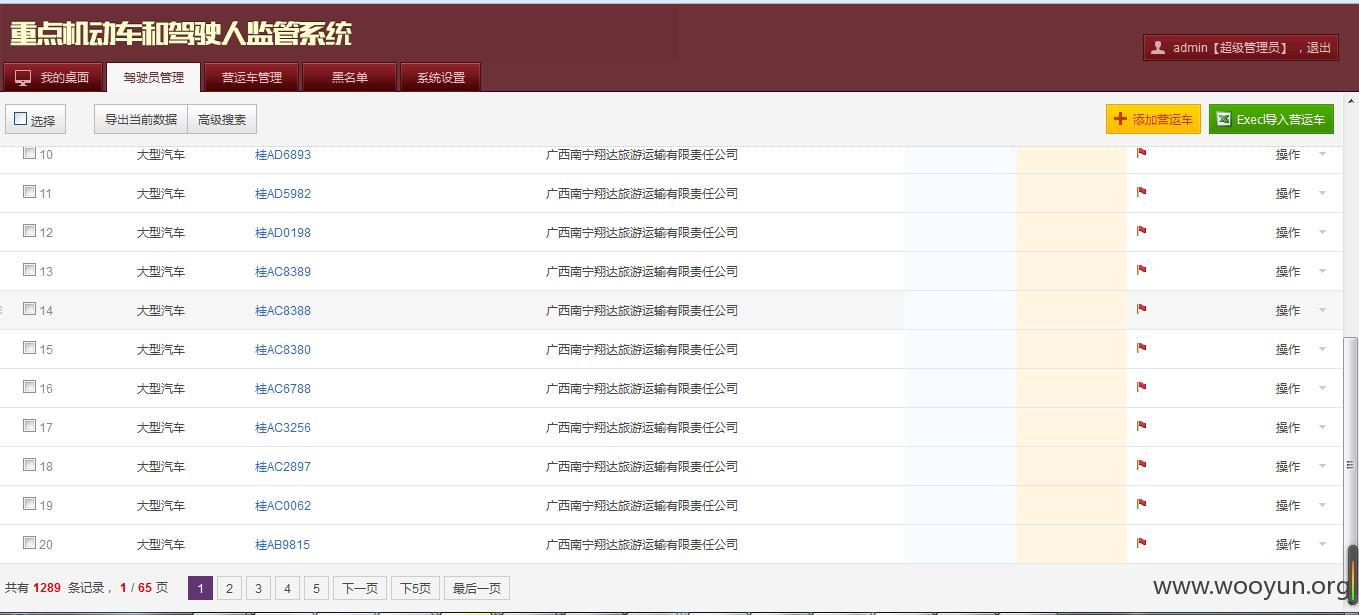 重点机动车和驾驶人监管系统
admin【超级管理员】，退出
我的桌面 驾驶员管理 营运车管理 黑名单 系统设置
选择 导出当前数据 高级搜索 添加营运车 Execl导入营运车
10 大型汽车 桂AD6893 广西南宁翔达旅游运输有限责任公司 操作
11 大型汽车 桂AD5982 广西南宁翔达旅游运输有限责任公司 操作
12 大型汽车 桂AD0198 广西南宁翔达旅游运输有限责任公司 操作
13 大型汽车 桂AC8389 广西南宁翔达旅游运输有限责任公司 操作
14 大型汽车 桂AC8388 广西南宁翔达旅游运输有限责任公司 操作
15 大型汽车 桂AC8380 广西南宁翔达旅游运输有限责任公司 操作
16 大型汽车 桂AC6788 广西南宁翔达旅游运输有限责任公司 操作
17 大型汽车 桂AC3256 广西南宁翔达旅游运输有限责任公司 操作
18 大型汽车 桂AC2897 广西南宁翔达旅游运输有限责任公司 操作
19 大型汽车 桂AC0062 广西南宁翔达旅游运输有限责任公司 操作
20 大型汽车 桂AB9815 广西南宁翔达旅游运输有限责任公司 操作
共有 1289 条记录，1 / 65 页 1 2 3 4 5 下一页 下5页 最后一页
www.wooyun.org